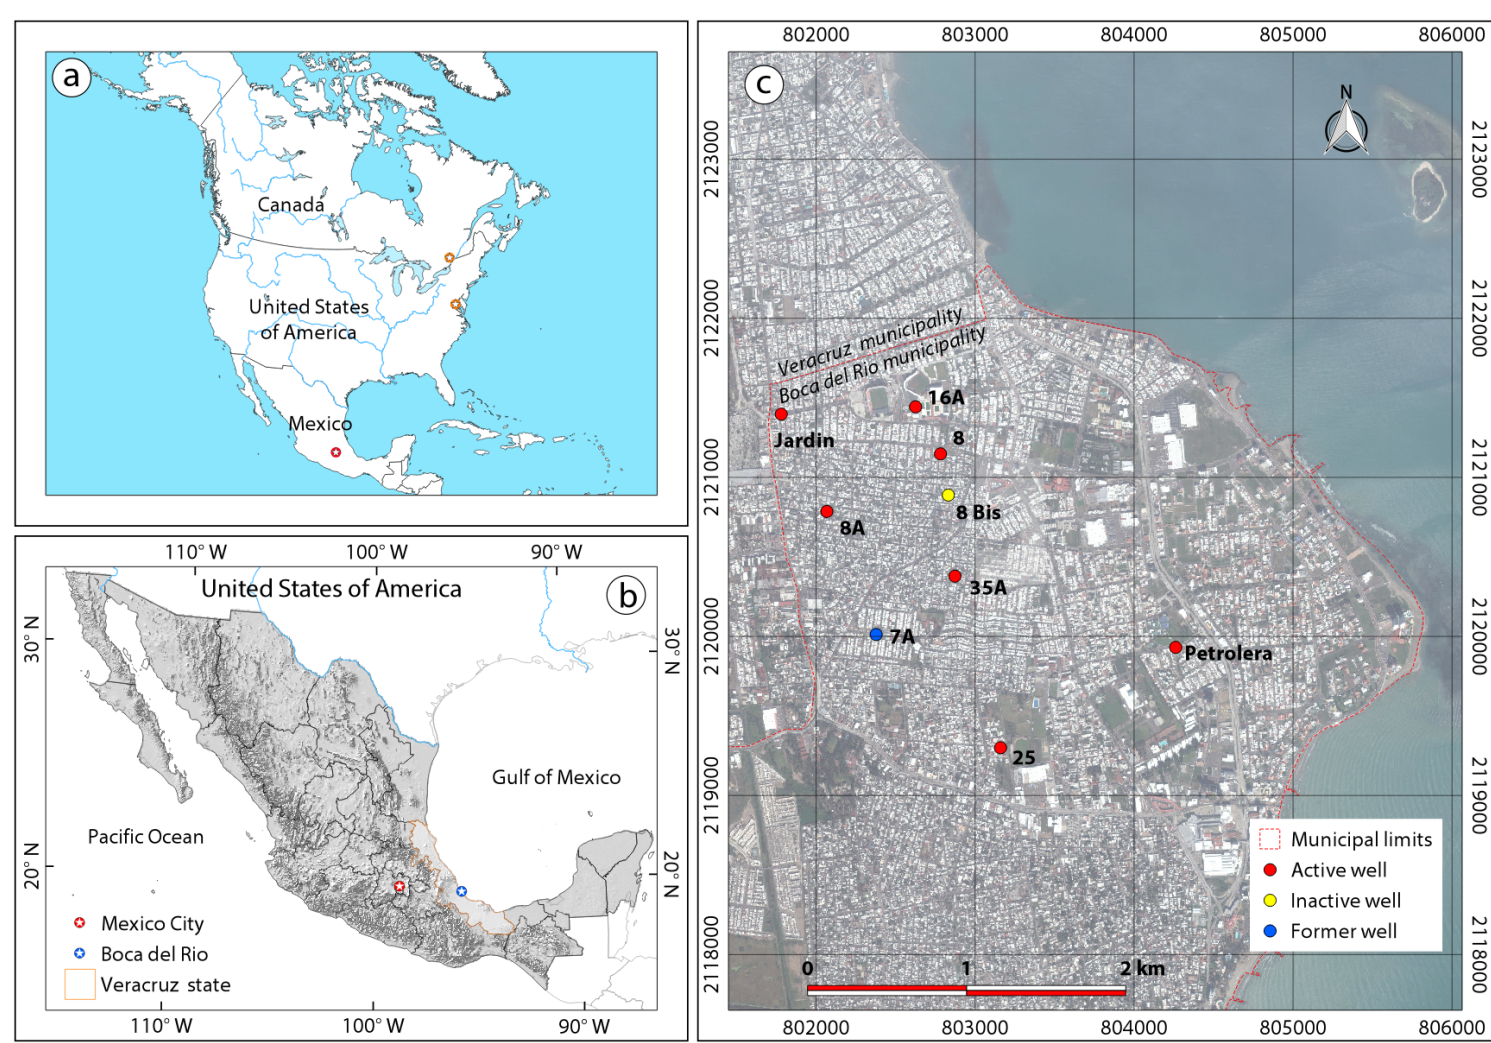 a
Canada
United States
of America
Mexico
110° W 100° W 90° W
United States of America
b
30° N
30° N
Gulf of Mexico
Pacific Ocean
20° N
20° N
Mexico City
Boca del Rio
Veracruz state
110° W 100° W 90° W
802000 803000 804000 805000 806000
c
N
2123000
2123000
2122000
2122000
Veracruz municipality
Boca del Rio municipality
16A
Jardin
8
2121000
2121000
8 Bis
8A
35A
2120000
2120000
7A
Petrolera
25
2119000
2119000
Municipal limits
Active well
Inactive well
Former well
2118000
2118000
0 1 2 km
802000 803000 804000 805000 806000